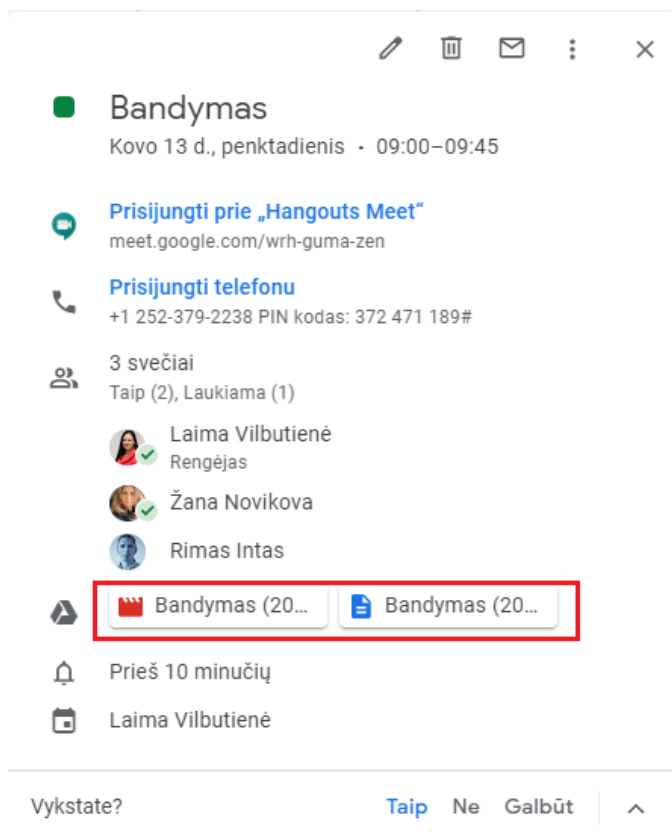 Bandymas
Kovo 13 d., penktadienis • 09:00–09:45
Prisijungti prie „Hangouts Meet“
meet.google.com/wrh-guma-zen
Prisijungti telefonu
+1 252-379-2238 PIN kodas: 372 471 189#
3 svečiai
Taip (2), Laukiama (1)
Laima Vilbutienė
Rengėjas
Žana Novikova
Rimas Intas
Bandymas (20... Bandymas (20...
Prieš 10 minučių
Laima Vilbutienė
Vykstate? Taip Ne Galbūt